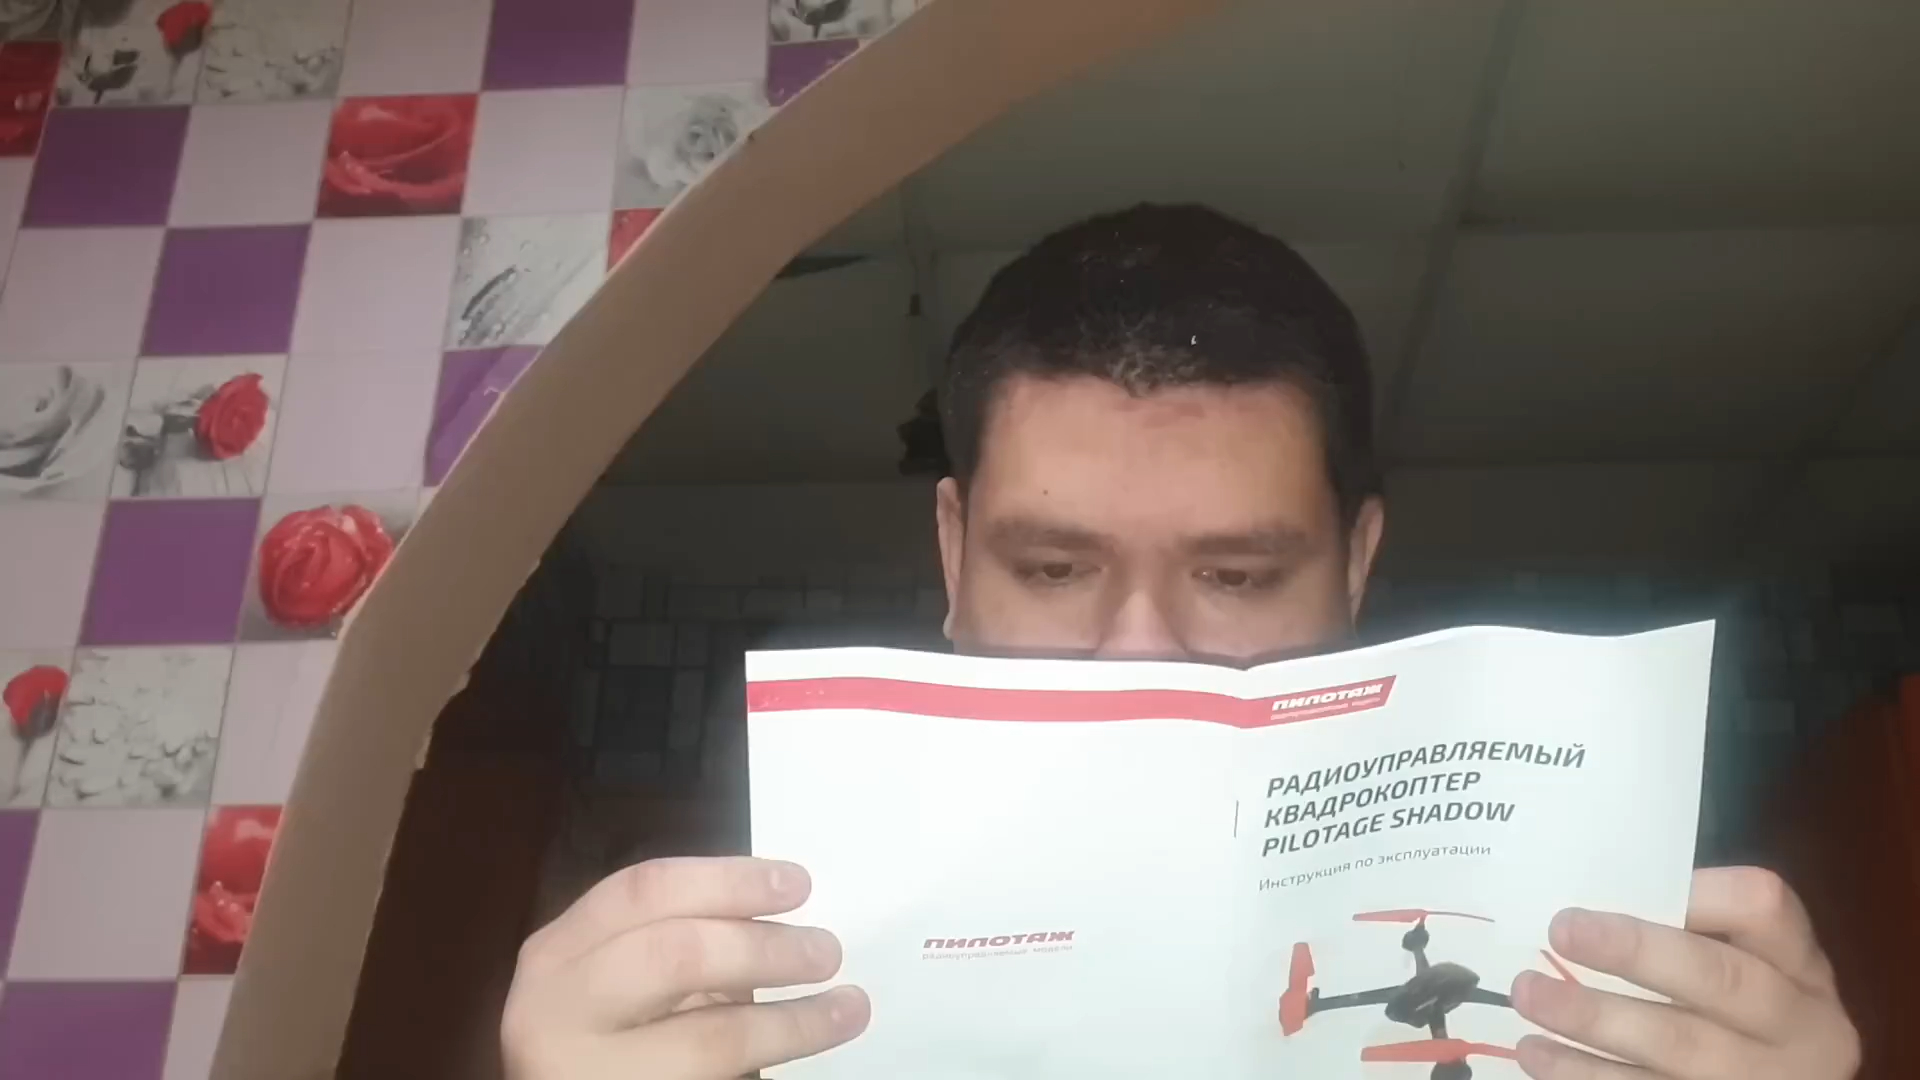 ПИЛОТАЖ
РАДИОУПРАВЛЯЕМЫЙ
КВАДРОКОПТЕР
PILOTAGE SHADOW
Инструкция по эксплуатации
ПИЛОТАЖ
радиоуправляемые модели